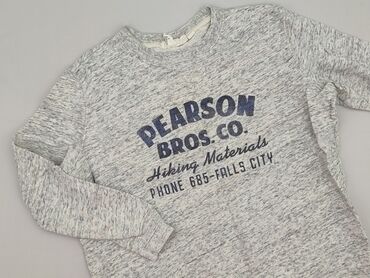 PEARSON
BROS. CO.
Hiking Materials
PHONE 685-FALLS CITY